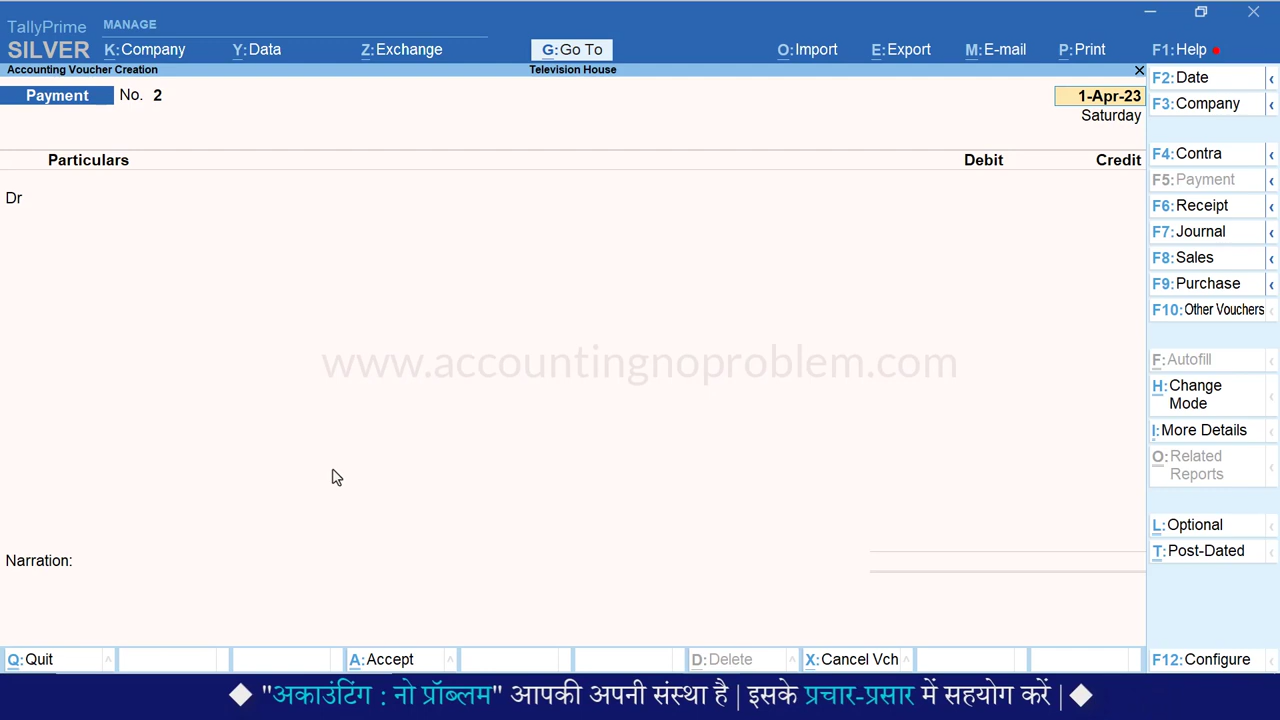 TallyPrime MANAGE
SILVER K:Company Y:Data Z:Exchange G:Go To O:Import E:Export M:E-mail P:Print F1:Help
Accounting Voucher Creation Television House
Payment No. 2 1-Apr-23
Saturday
Particulars Debit Credit
Dr
www.accountingnoproblem.com
Narration:
F2:Date
F3:Company
F4:Contra
F5:Payment
F6:Receipt
F7:Journal
F8:Sales
F9:Purchase
F10:Other Vouchers
F:Autofill
H:Change
Mode
I:More Details
O:Related
Reports
L:Optional
T:Post-Dated
Q:Quit A:Accept D:Delete X:Cancel Vch F12:Configure
"अकाउंटिंग : नो प्रॉब्लम" आपकी अपनी संस्था है | इसके प्रचार-प्रसार में सहयोग करें |